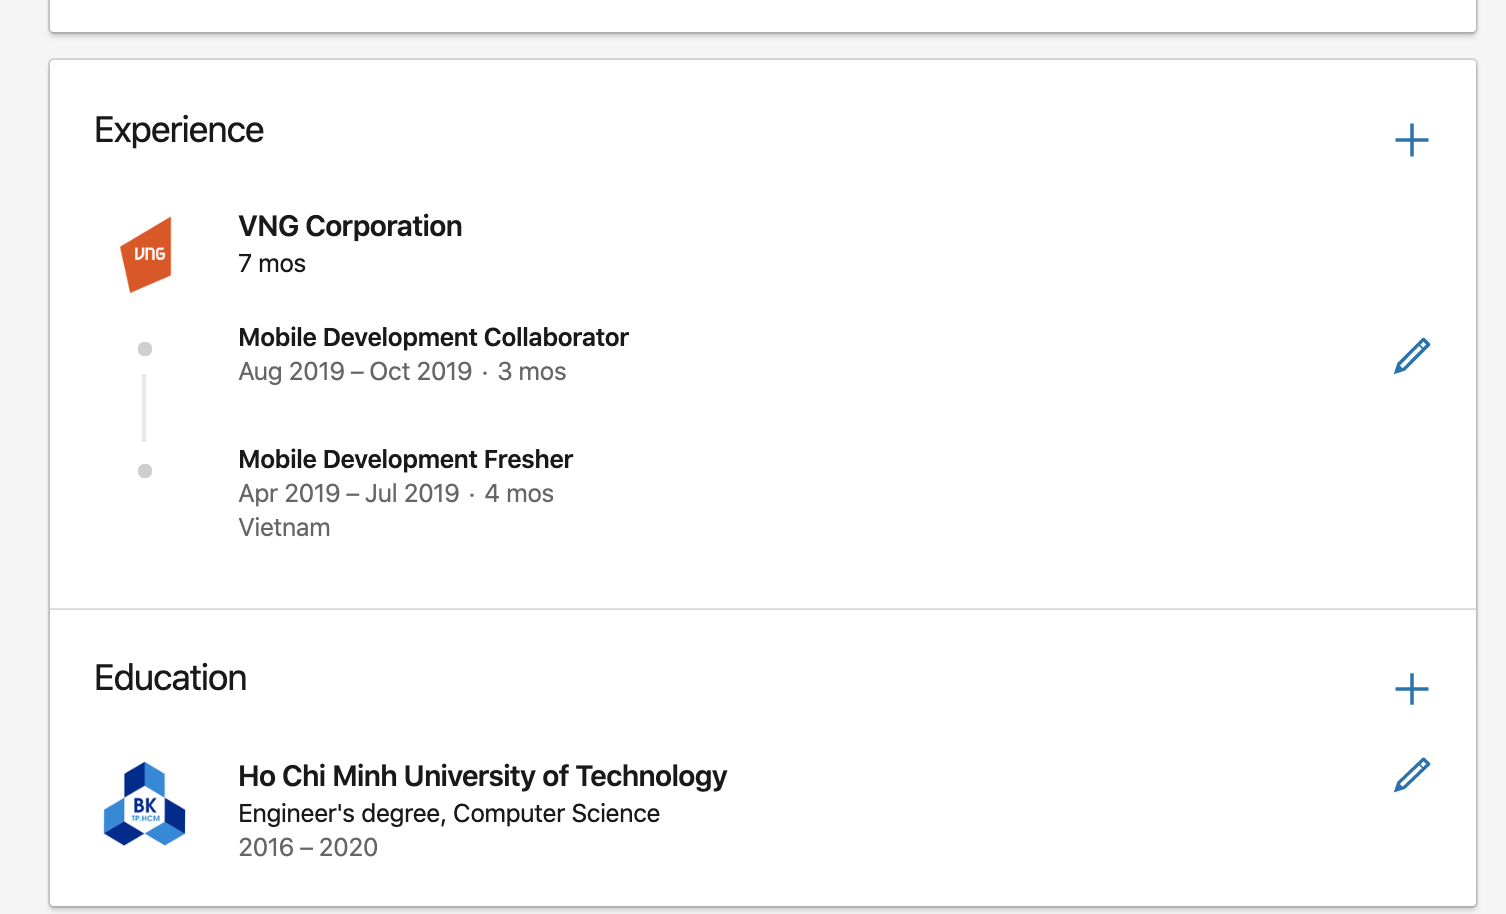 Experience
VNG
VNG Corporation
7 mos
Mobile Development Collaborator
Aug 2019 – Oct 2019 · 3 mos
Mobile Development Fresher
Apr 2019 – Jul 2019 · 4 mos
Vietnam
Education
BK
TP.HCM
Ho Chi Minh University of Technology
Engineer's degree, Computer Science
2016 – 2020